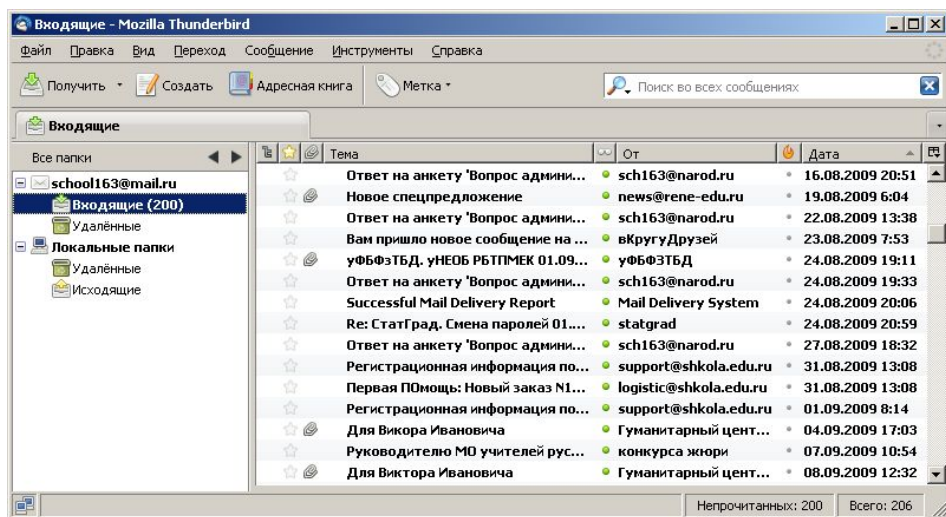 Входящие - Mozilla Thunderbird
Файл Правка Вид Переход Сообщение Инструменты Справка
Получить Создать Адресная книга Метка Поиск во всех сообщениях
Входящие
Все папки Тема От Дата
school163@mail.ru
Входящие (200)
Удалённые
Локальные папки
Удалённые
Исходящие
Ответ на анкету 'Вопрос админи... sch163@narod.ru 16.08.2009 20:51
Новое спецпредложение news@rene-edu.ru 19.08.2009 6:04
Ответ на анкету 'Вопрос админи... sch163@narod.ru 22.08.2009 13:38
Вам пришло новое сообщение на ... вКругуДрузей 23.08.2009 7:53
уФБФзТБД. уНЕОБ РБТПМЕК 01.09... уФБФЗТБД 24.08.2009 19:11
Ответ на анкету 'Вопрос админи... sch163@narod.ru 24.08.2009 19:33
Successful Mail Delivery Report Mail Delivery System 24.08.2009 20:06
Re: СтатГрад. Смена паролей 01.... statgrad 24.08.2009 20:59
Ответ на анкету 'Вопрос админи... sch163@narod.ru 27.08.2009 18:32
Регистрационная информация по... support@shkola.edu.ru 31.08.2009 13:08
Первая ПОмощь: Новый заказ N1... logistic@shkola.edu.ru 31.08.2009 13:08
Регистрационная информация по... support@shkola.edu.ru 01.09.2009 8:14
Для Викора Ивановича Гуманитарный цент... 04.09.2009 17:03
Руководителю МО учителей рус... конкурса жюри 07.09.2009 10:54
Для Виктора Ивановича Гуманитарный цент... 08.09.2009 12:32
Непрочитанных: 200 Всего: 206